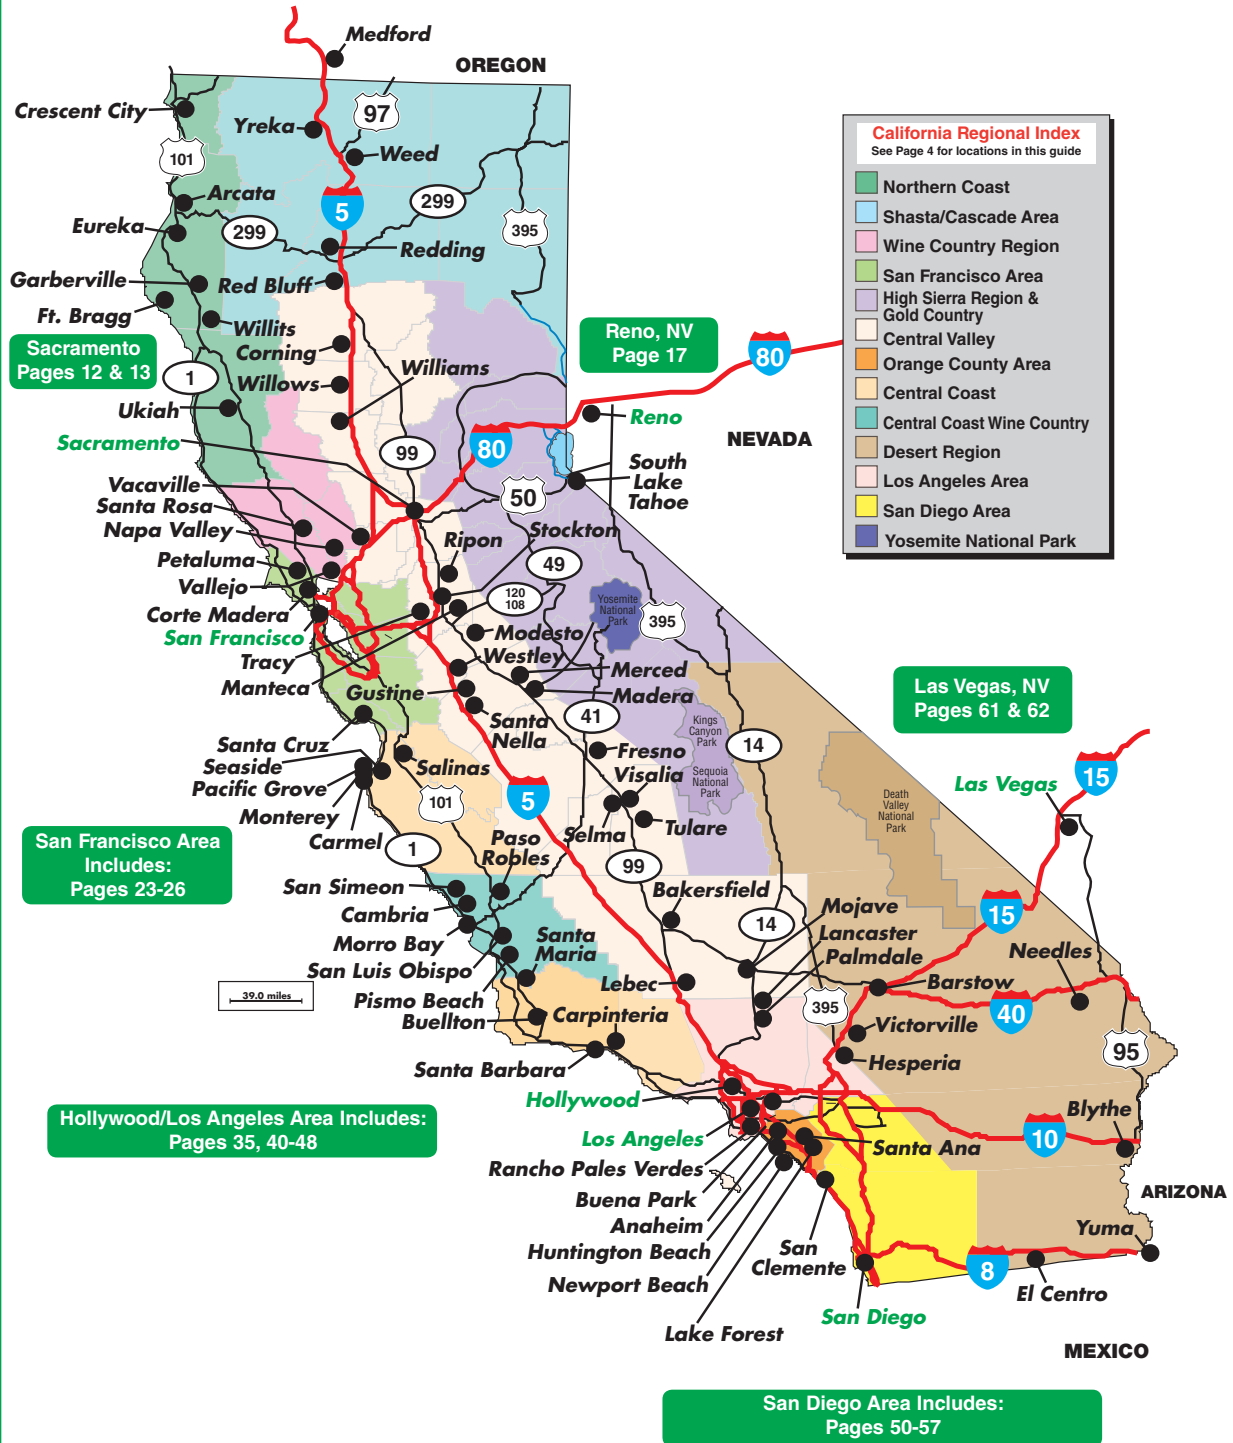 Medford
OREGON
Crescent City
97
Yreka
101
Weed
California Regional Index
See Page 4 for locations in this guide
Northern Coast
Shasta/Cascade Area
Wine Country Region
San Francisco Area
High Sierra Region &
Gold Country
Central Valley
Orange County Area
Central Coast
Central Coast Wine Country
Desert Region
Los Angeles Area
San Diego Area
Yosemite National Park
Arcata
5
299
Eureka
299
395
Redding
Garberville
Red Bluff
Ft. Bragg
Willits
Reno, NV
Page 17
80
Sacramento
Pages 12 & 13
Corning
1
Willows
Williams
Ukiah
Reno
Sacramento
NEVADA
99
80
South
Lake
Tahoe
Vacaville
50
Santa Rosa
Napa Valley
Stockton
Ripon
Petaluma
49
Vallejo
120
108
Yosemite
National
Park
395
Corte Madera
San Francisco
Modesto
Tracy
Westley
Merced
Manteca
Gustine
Madera
Las Vegas, NV
Pages 61 & 62
41
Santa
Nella
Kings
Canyon
Park
14
Santa Cruz
Fresno
Seaside
Salinas
Visalia
Sequoia
National
Park
15
Pacific Grove
Las Vegas
101
5
Death
Valley
National
Park
Monterey
Selma
Tulare
Carmel
San Francisco Area
Includes:
Pages 23-26
1
Paso
Robles
99
San Simeon
Bakersfield
Cambria
14
Mojave
15
Morro Bay
Santa
Maria
Lancaster
Needles
San Luis Obispo
Palmdale
39.0 miles
Pismo Beach
Lebec
Barstow
395
40
Buellton
Carpinteria
Victorville
95
Santa Barbara
Hesperia
Hollywood
Hollywood/Los Angeles Area Includes:
Pages 35, 40-48
Blythe
Los Angeles
10
Santa Ana
Rancho Pales Verdes
Buena Park
ARIZONA
Anaheim
Yuma
Huntington Beach
San
Clemente
Newport Beach
8
El Centro
San Diego
Lake Forest
MEXICO
San Diego Area Includes:
Pages 50-57